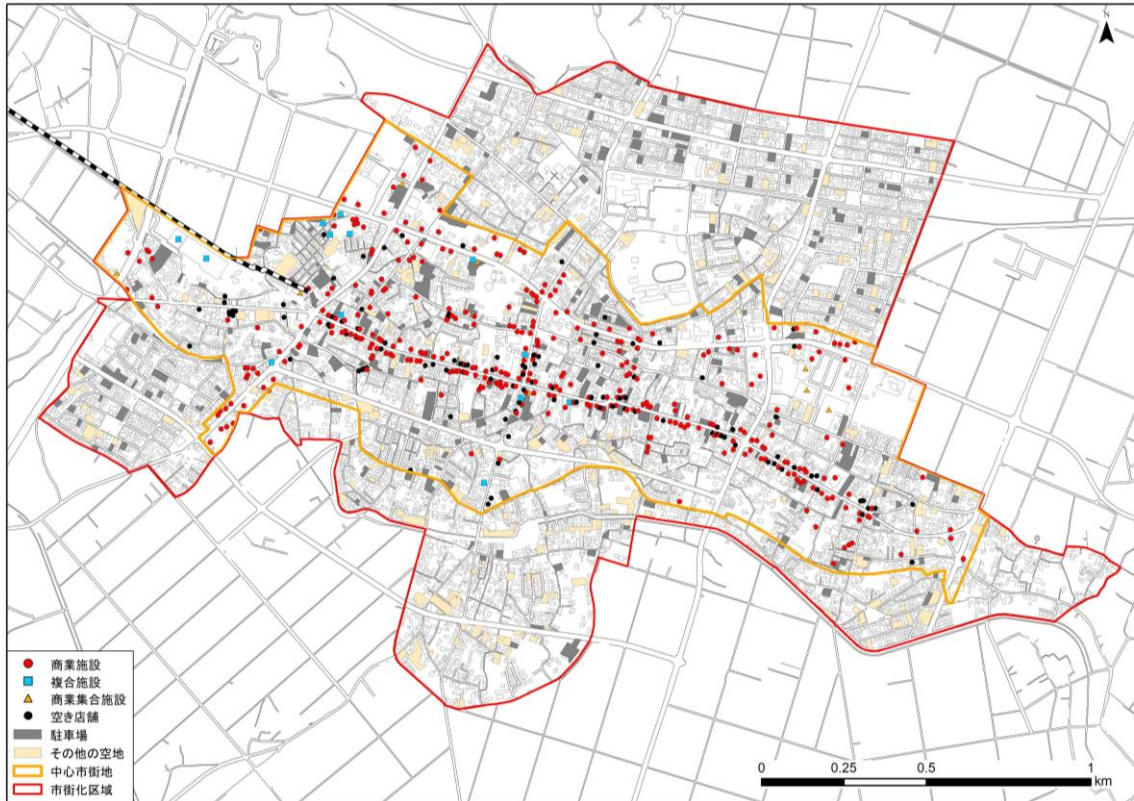 N
商業施設
複合施設
商業集合施設
空き店舗
駐車場
その他の空地
中心市街地
市街化区域
0 0.25 0.5 1
km